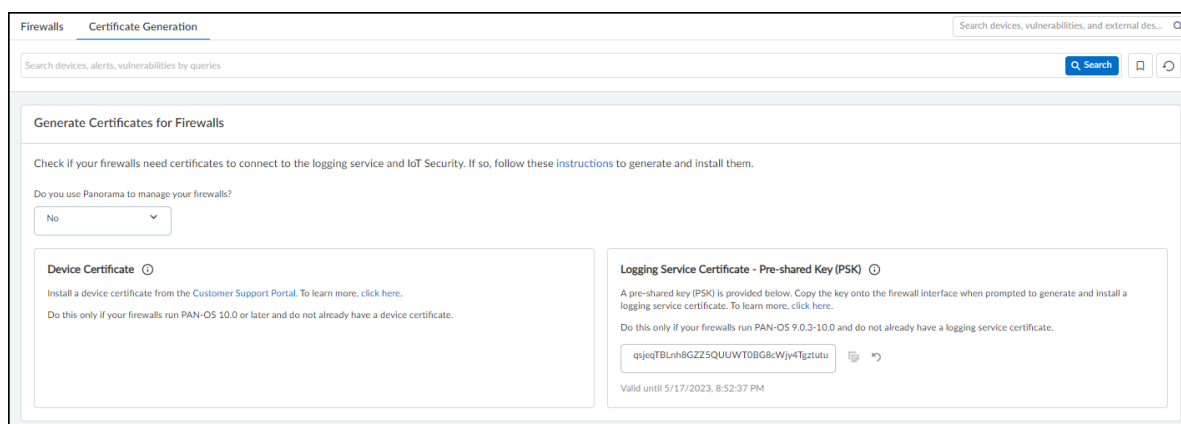 Firewalls
Certificate Generation
Search devices, vulnerabilities, and external des...
Search devices, alerts, vulnerabilities by queries
Search
Generate Certificates for Firewalls
Check if your firewalls need certificates to connect to the logging service and IoT Security. If so, follow these instructions to generate and install them.
Do you use Panorama to manage your firewalls?
No
Device Certificate
Install a device certificate from the Customer Support Portal. To learn more, click here.
Do this only if your firewalls run PAN-OS 10.0 or later and do not already have a device certificate.
Logging Service Certificate - Pre-shared Key (PSK)
A pre-shared key (PSK) is provided below. Copy the key onto the firewall interface when prompted to generate and install a
logging service certificate. To learn more, click here.
Do this only if your firewalls run PAN-OS 9.0.3-10.0 and do not already have a logging service certificate.
qsjeqTBLnh8GZZ5QUUWT0BG8cWjy4Tgztutu
Valid until 5/17/2023, 8:52:37 PM